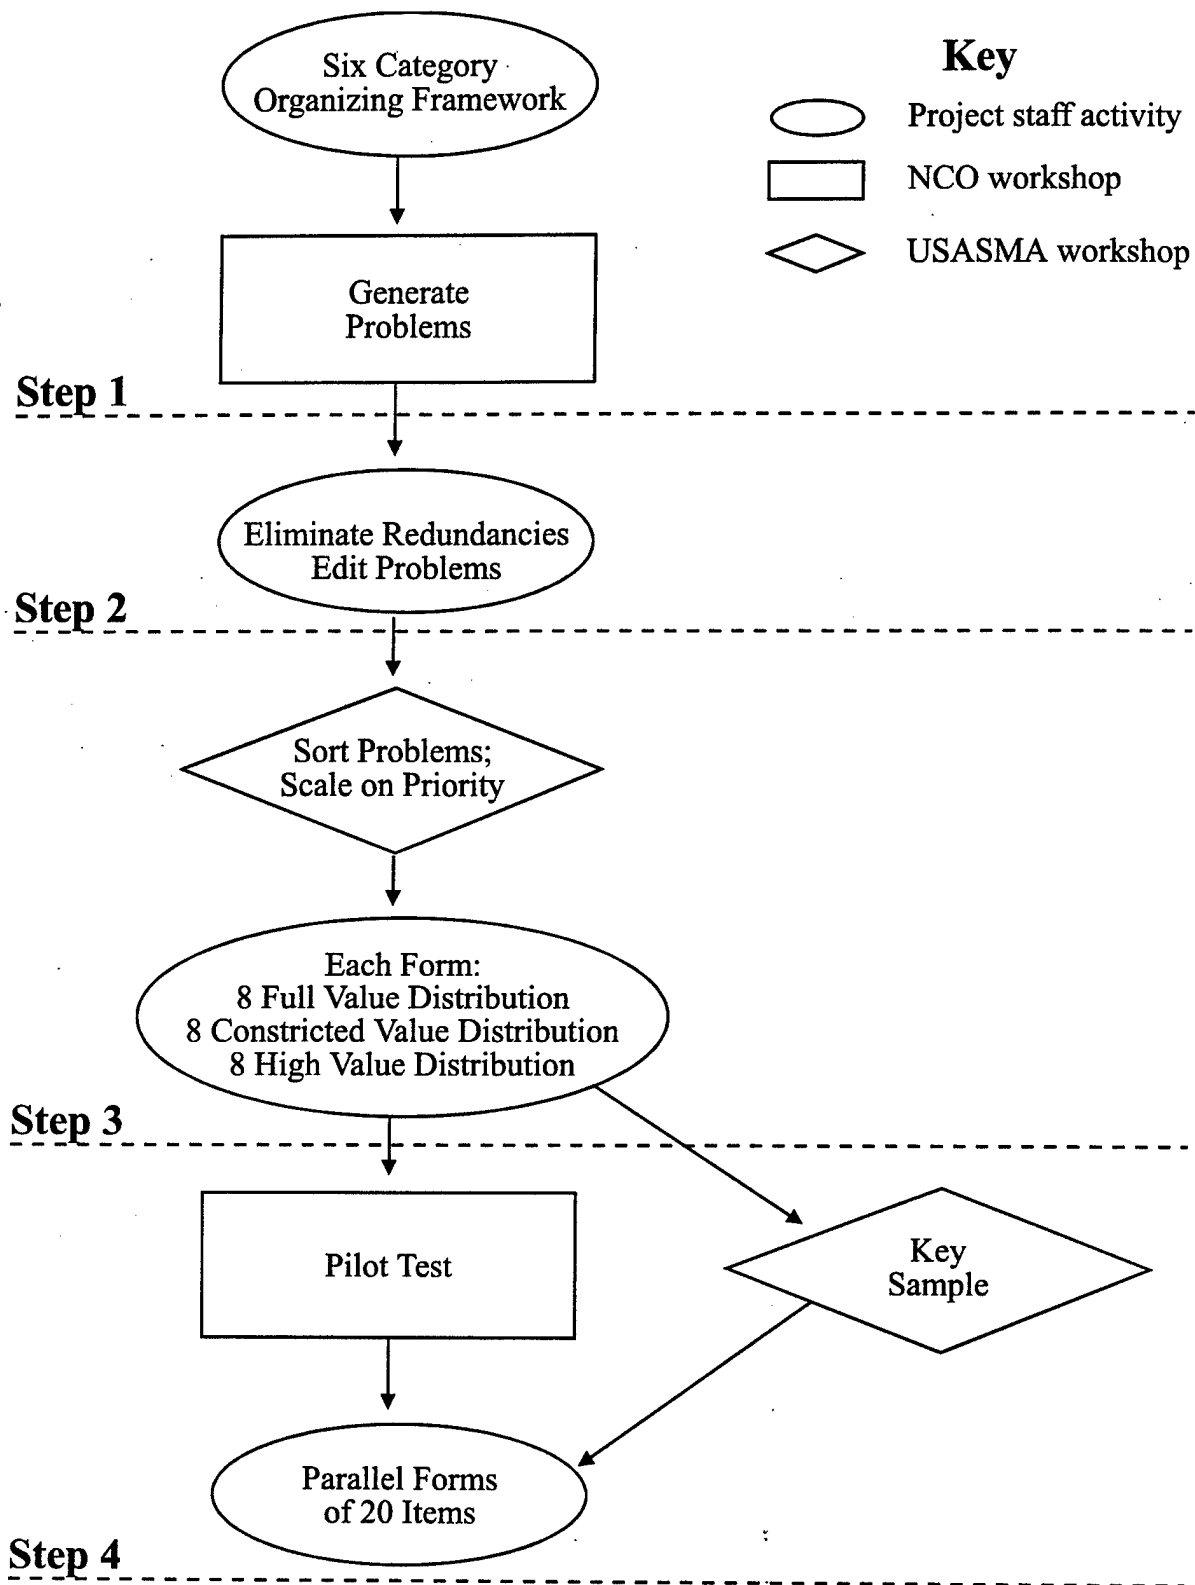 Six Category
Organizing Framework
Key
Project staff activity
NCO workshop
USASMA workshop
Generate
Problems
Step 1
Eliminate Redundancies
Edit Problems
Step 2
Sort Problems;
Scale on Priority
Each Form:
8 Full Value Distribution
8 Constricted Value Distribution
8 High Value Distribution
Step 3
Pilot Test
Key
Sample
Parallel Forms
of 20 Items
Step 4